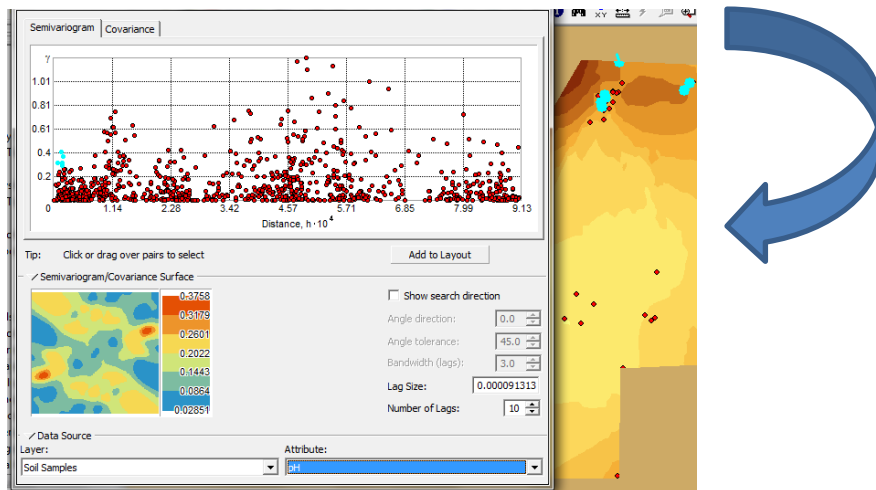 Semivariogram Covariance
γ
1.01
0.81
0.61
0.4
0.2
0 1.14 2.28 3.42 4.57 5.71 6.85 7.99 9.13
Distance, h·10⁴
Tip: Click or drag over pairs to select Add to Layout
Semivariogram/Covariance Surface
0.3758
0.3179
0.2601
0.2022
0.1443
0.0864
0.02851
Show search direction
Angle direction: 0.0
Angle tolerance: 45.0
Bandwidth (lags): 3.0
Lag Size: 0.000091313
Number of Lags: 10
Data Source
Layer: Attribute:
Soil Samples pH
XY